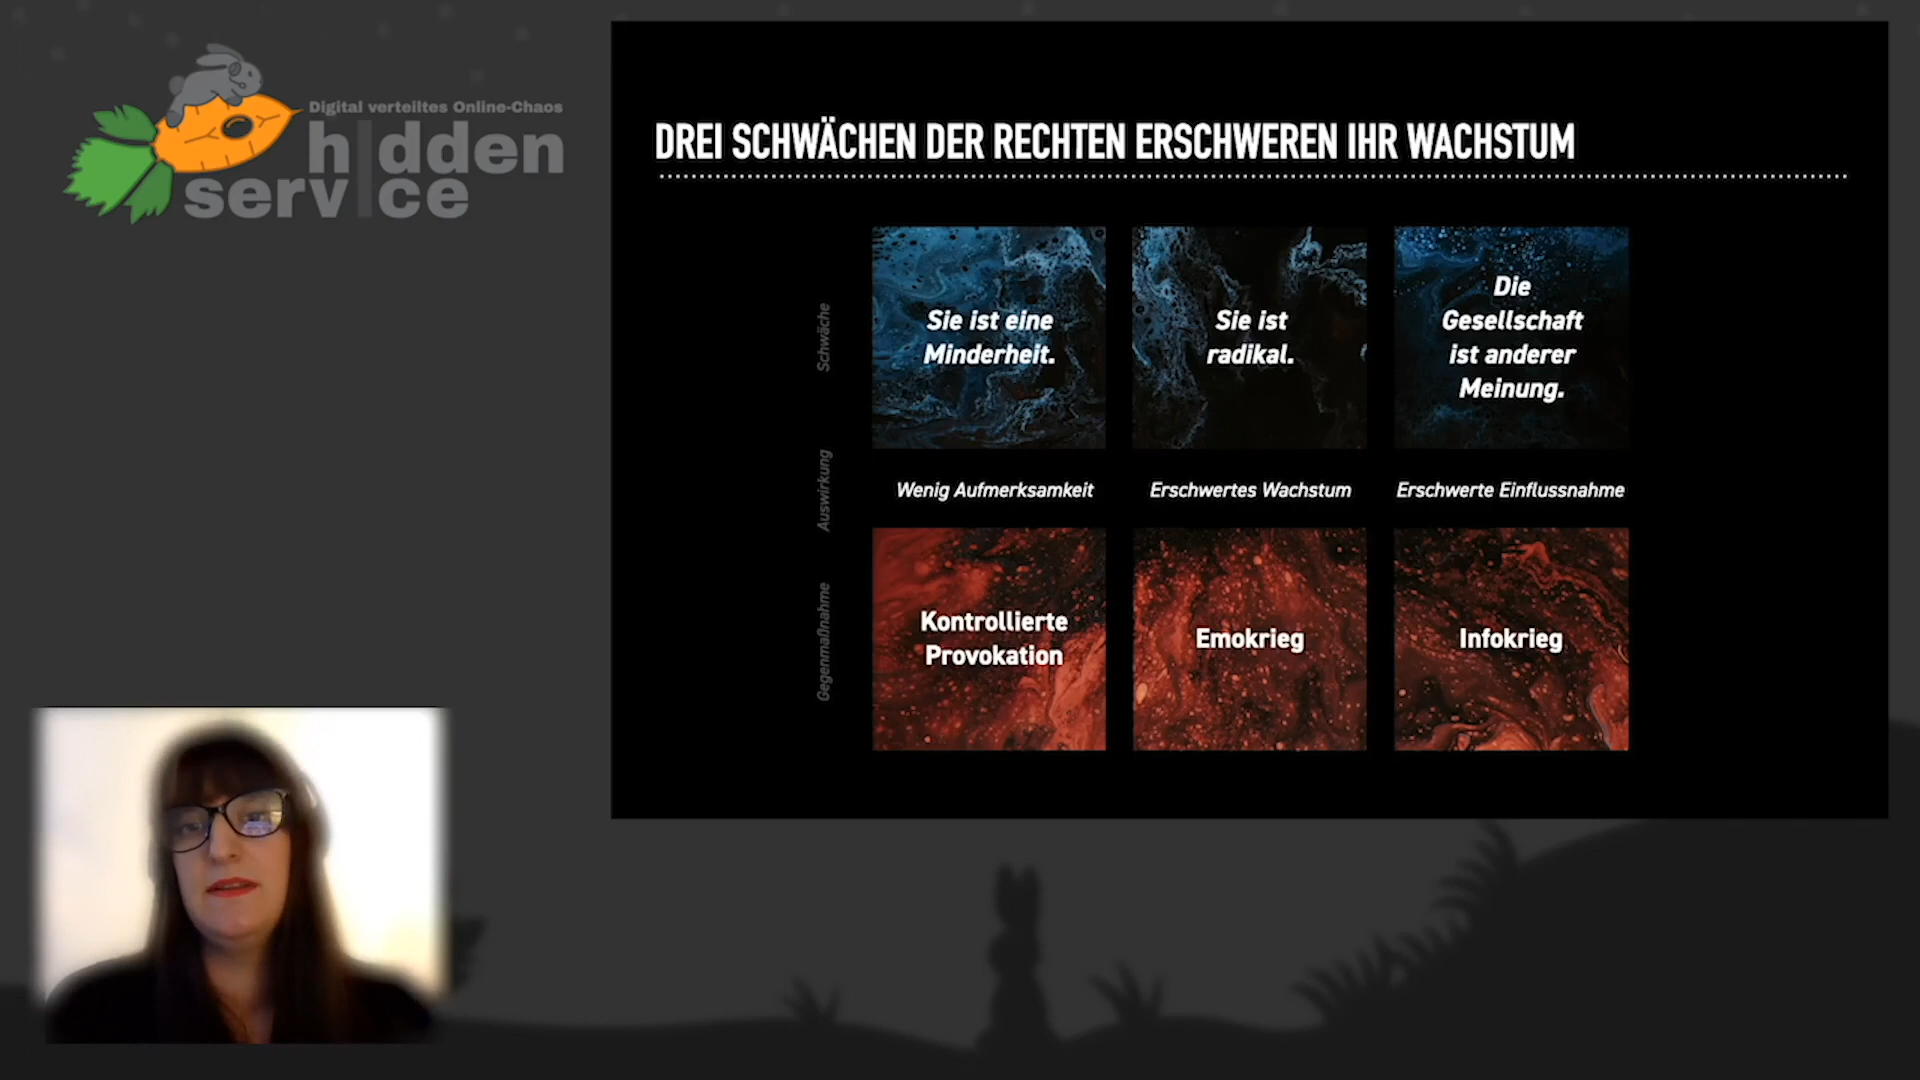 Digital verteiltes Online-Chaos
hidden
service
DREI SCHWÄCHEN DER RECHTEN ERSCHWEREN IHR WACHSTUM
Schwäche
Sie ist eine
Minderheit.
Sie ist
radikal.
Die
Gesellschaft
ist anderer
Meinung.
Auswirkung
Wenig Aufmerksamkeit
Erschwertes Wachstum
Erschwerte Einflussnahme
Gegenmaßnahme
Kontrollierte
Provokation
Emokrieg
Infokrieg